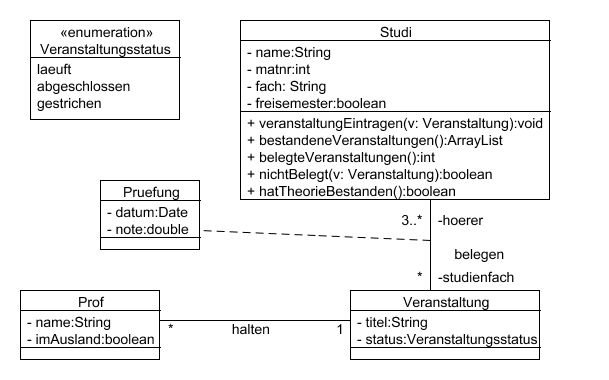 «enumeration»
Veranstaltungsstatus
laeuft
abgeschlossen
gestrichen
Studi
- name:String
- matnr:int
- fach: String
- freisemester:boolean
+ veranstaltungEintragen(v: Veranstaltung):void
+ bestandeneVeranstaltungen():ArrayList
+ belegteVeranstaltungen():int
+ nichtBelegt(v: Veranstaltung):boolean
+ hatTheorieBestanden():boolean
Pruefung
- datum:Date
- note:double
3..* -hoerer
belegen
* -studienfach
Prof
- name:String
- imAusland:boolean
* halten 1
Veranstaltung
- titel:String
- status:Veranstaltungsstatus